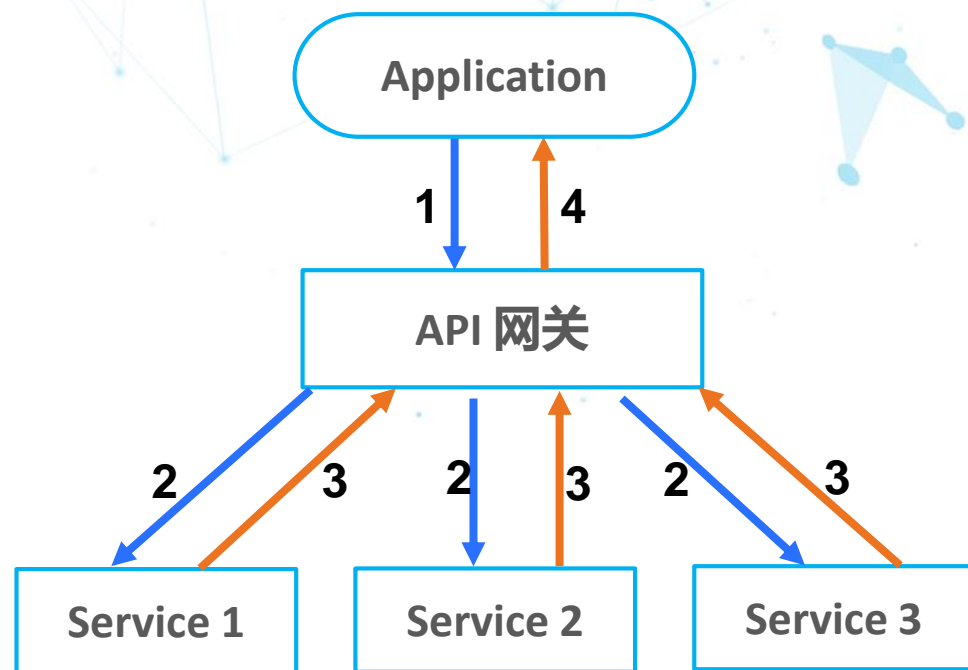 Application
1
4
API 网关
2
3
2
3
2
3
Service 1
Service 2
Service 3